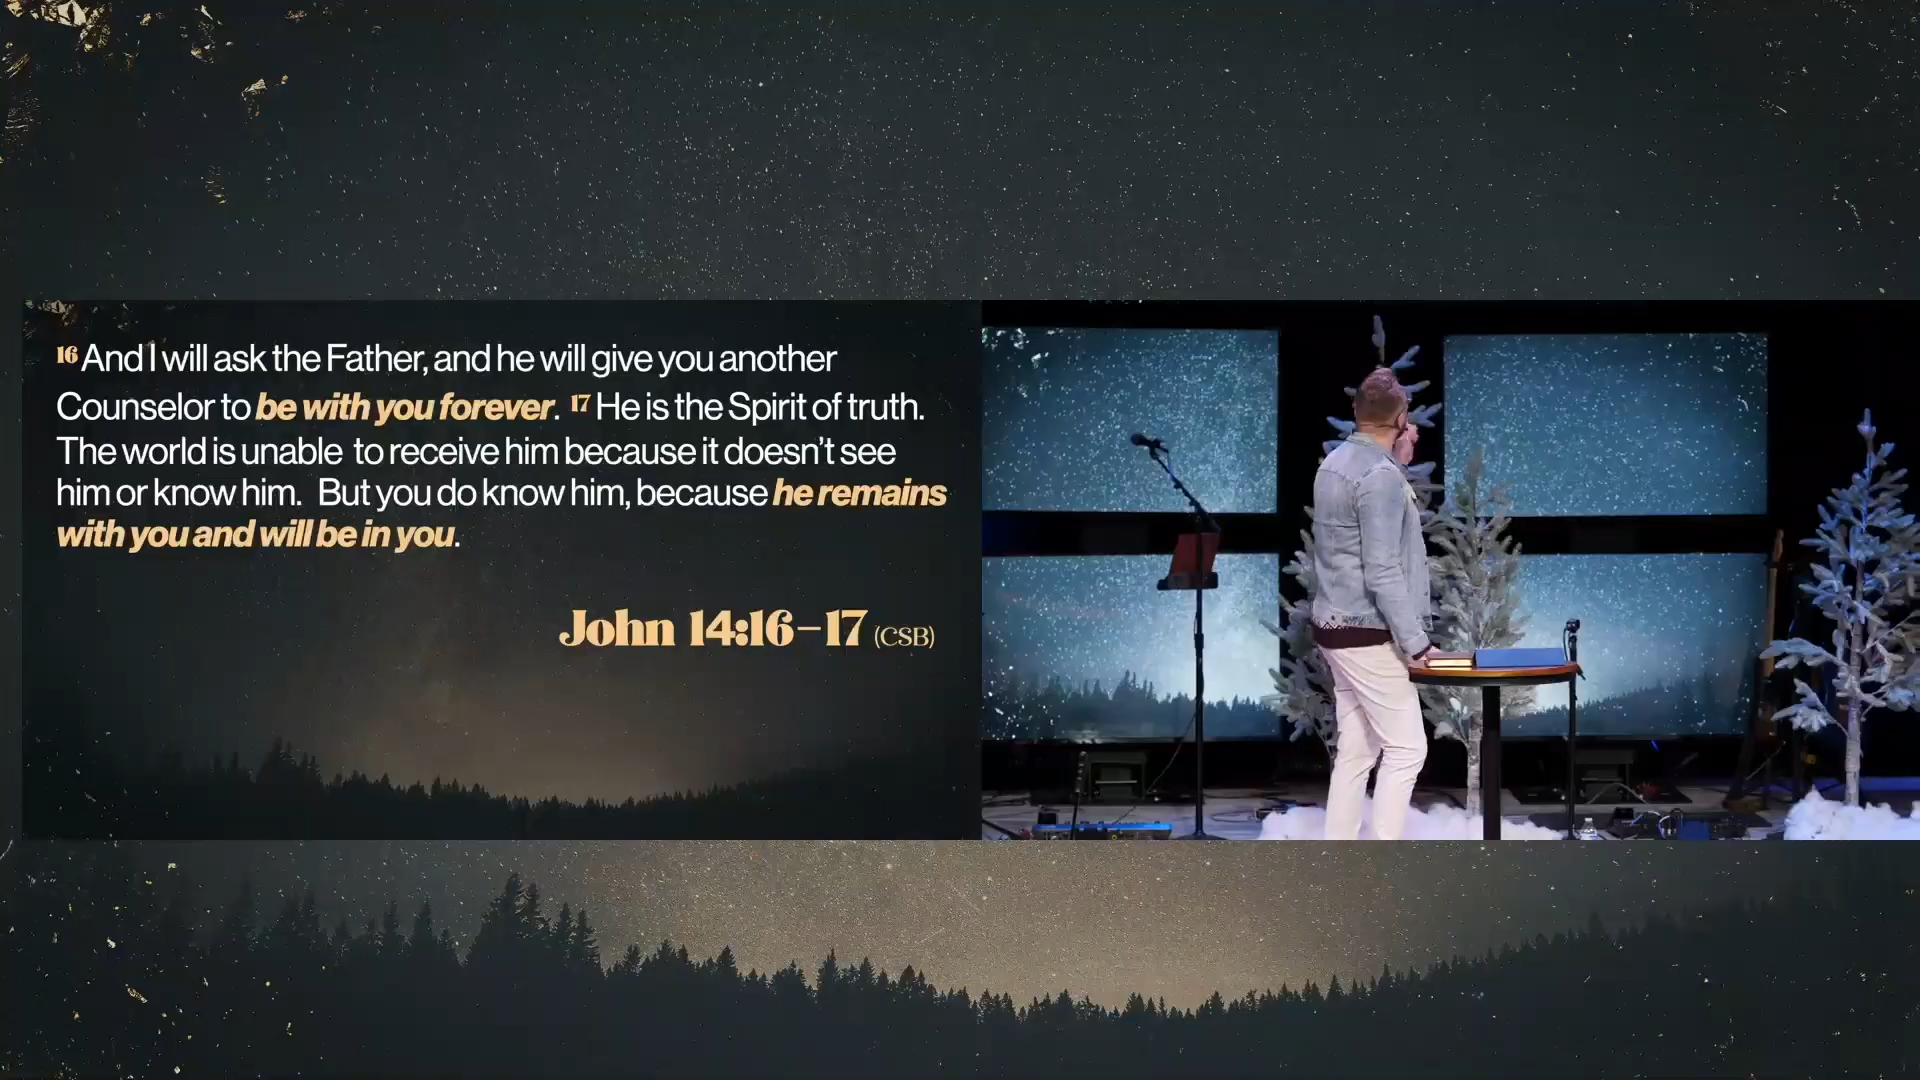 16 And I will ask the Father, and he will give you another
Counselor to be with you forever. 17 He is the Spirit of truth.
The world is unable to receive him because it doesn't see
him or know him. But you do know him, because he remains
with you and will be in you.
John 14:16–17 (CSB)